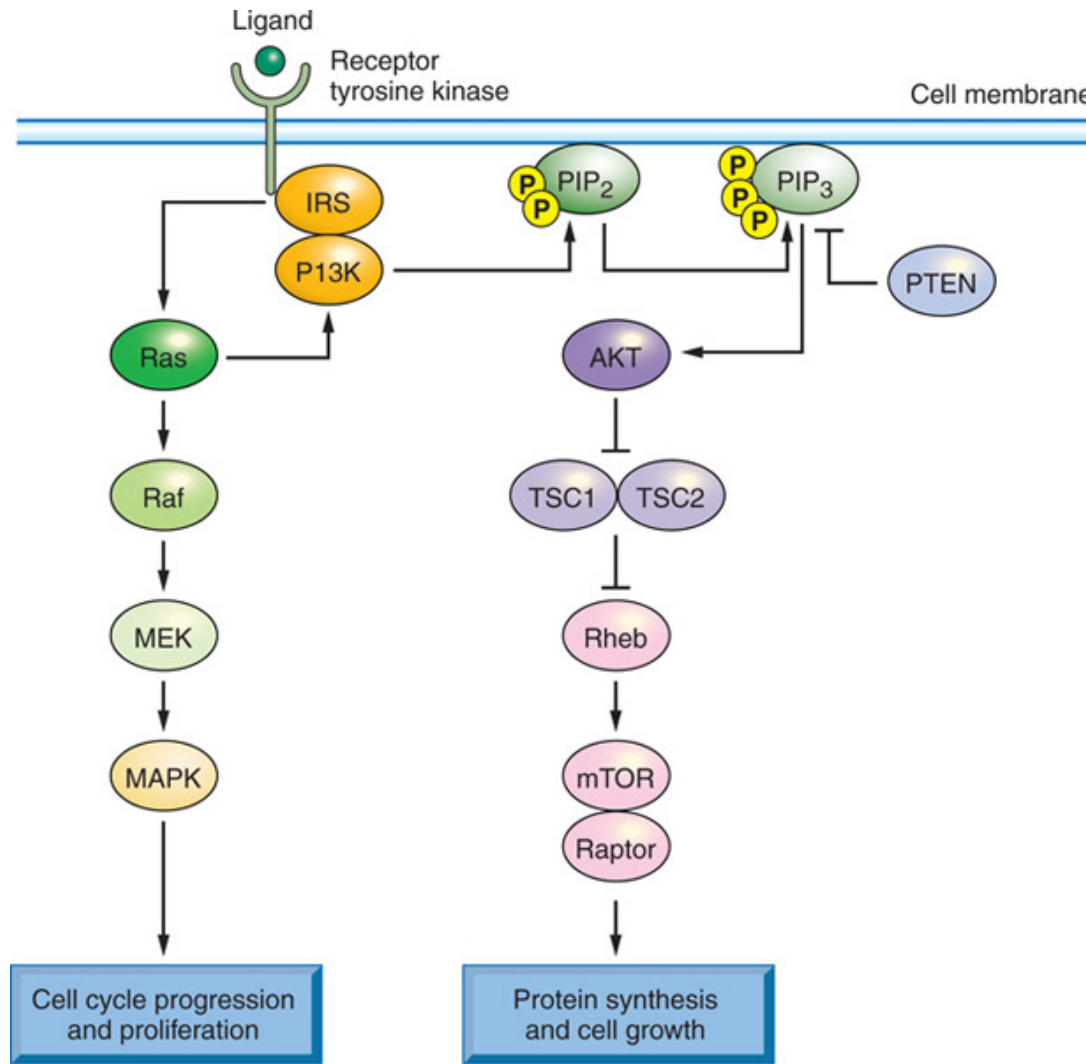 Ligand
Receptor
tyrosine kinase
Cell membrane
IRS
P13K
P
P
PIP2
P
P
P
PIP3
PTEN
Ras
AKT
Raf
TSC1
TSC2
MEK
Rheb
MAPK
mTOR
Raptor
Cell cycle progression
and proliferation
Protein synthesis
and cell growth